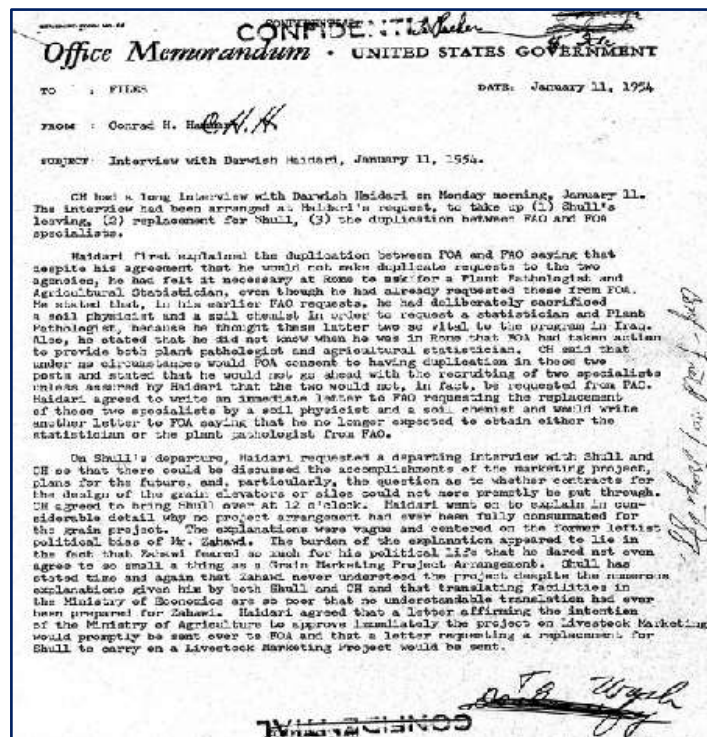 CONFIDENTIAL
Office Memorandum • UNITED STATES GOVERNMENT
TO : FILES DATE: January 11, 1954
FROM : Conrad H.
SUBJECT: Interview with Darwish Haidari, January 11, 1954.
CH had a long interview with Darwish Haidari on Monday morning, January 11.
The interview had been arranged at Haidari's request, to take up (1) Shull's
leaving, (2) replacement for Shull, (3) the duplication between FAO and FOA
specialists.
Haidari first explained the duplication between FOA and FAO saying that
despite his agreement that he would not make duplicate requests to the two
agencies, he had felt it necessary at Rome to ask for a Plant Pathologist and
Agricultural Statistician, even though he had already requested these from FOA.
He stated that, in his earlier FAO requests, he had deliberately sacrificed
a soil physicist and a soil chemist in order to request a statistician and Plant
Pathologist, because he thought these latter two so vital to the program in Iraq.
Also, he stated that he did not know when he was in Rome that FOA had taken action
to provide both plant pathologist and agricultural statistician. CH said that
under no circumstances would FOA consent to having duplication in these two
posts and stated that he would not go ahead with the recruiting of two specialists
unless assured by Haidari that the two would not, in fact, be requested from FAO.
Haidari agreed to write an immediate letter to FAO requesting the replacement
of these two specialists by a soil physicist and a soil chemist and would write
another letter to FOA saying that he no longer expected to obtain either the
statistician or the plant pathologist from FAO.
On Shull's departure, Haidari requested a departing interview with Shull and
CH so that there could be discussed the accomplishments of the marketing project,
plans for the future, and, particularly, the question as to whether contracts for
the design of the grain elevators or silos could not more promptly be put through.
CH agreed to bring Shull over at 12 o'clock. Haidari went on to explain in con-
siderable detail why no project arrangement had ever been fully consummated for
the grain project. The explanations were vague and centered on the former leftist
political bias of Mr. Zahawi. The burden of the explanation appeared to lie in
the fact that Zahawi feared so much for his political life that he dared not even
agree to so small a thing as a Grain Marketing Project Arrangement. Shull has
stated time and again that Zahawi never understood the project despite the numerous
explanations given him by both Shull and CH and that translating facilities in
the Ministry of Economics are so poor that no understandable translation had ever
been prepared for Zahawi. Haidari agreed that a letter affirming the intention
of the Ministry of Agriculture to approve immediately the project on Livestock Marketing
would promptly be sent over to FOA and that a letter requesting a replacement for
Shull to carry on a Livestock Marketing Project would be sent.
CONFIDENTIAL